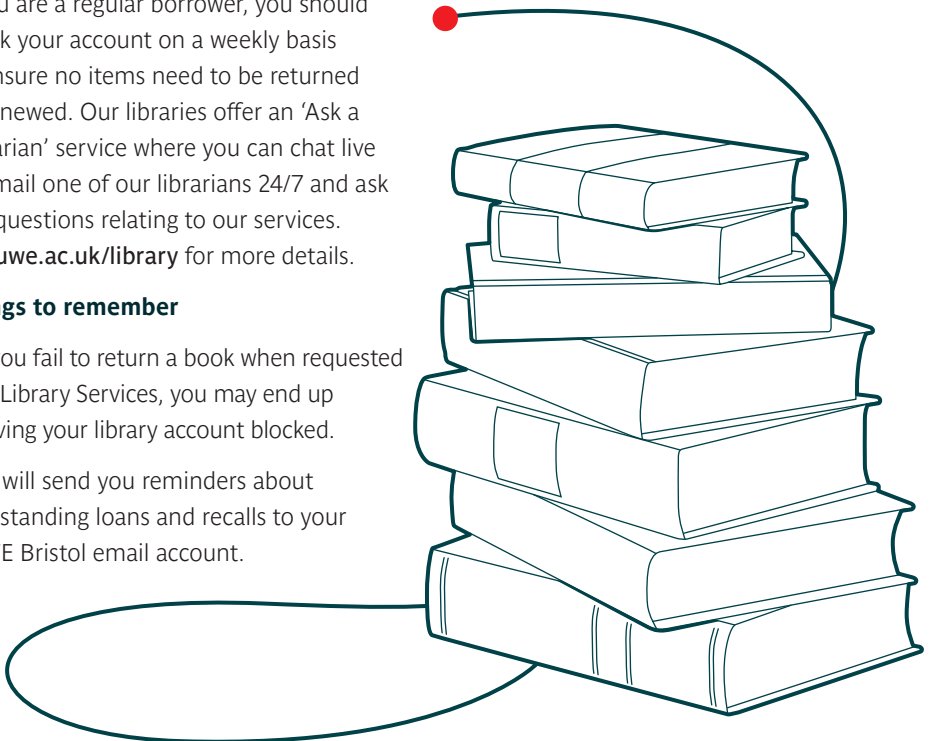 u are a regular borrower, you should
k your account on a weekly basis
nsure no items need to be returned
newed. Our libraries offer an ‘Ask a
arian’ service where you can chat live
mail one of our librarians 24/7 and ask
questions relating to our services.
uwe.ac.uk/library for more details.
gs to remember
you fail to return a book when requested
Library Services, you may end up
ving your library account blocked.
will send you reminders about
standing loans and recalls to your
E Bristol email account.